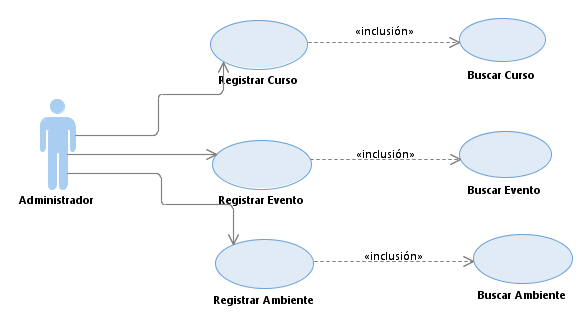 «inclusión»
Registrar Curso
Buscar Curso
«inclusión»
Administrador
Registrar Evento
Buscar Evento
«inclusión»
Registrar Ambiente
Buscar Ambiente